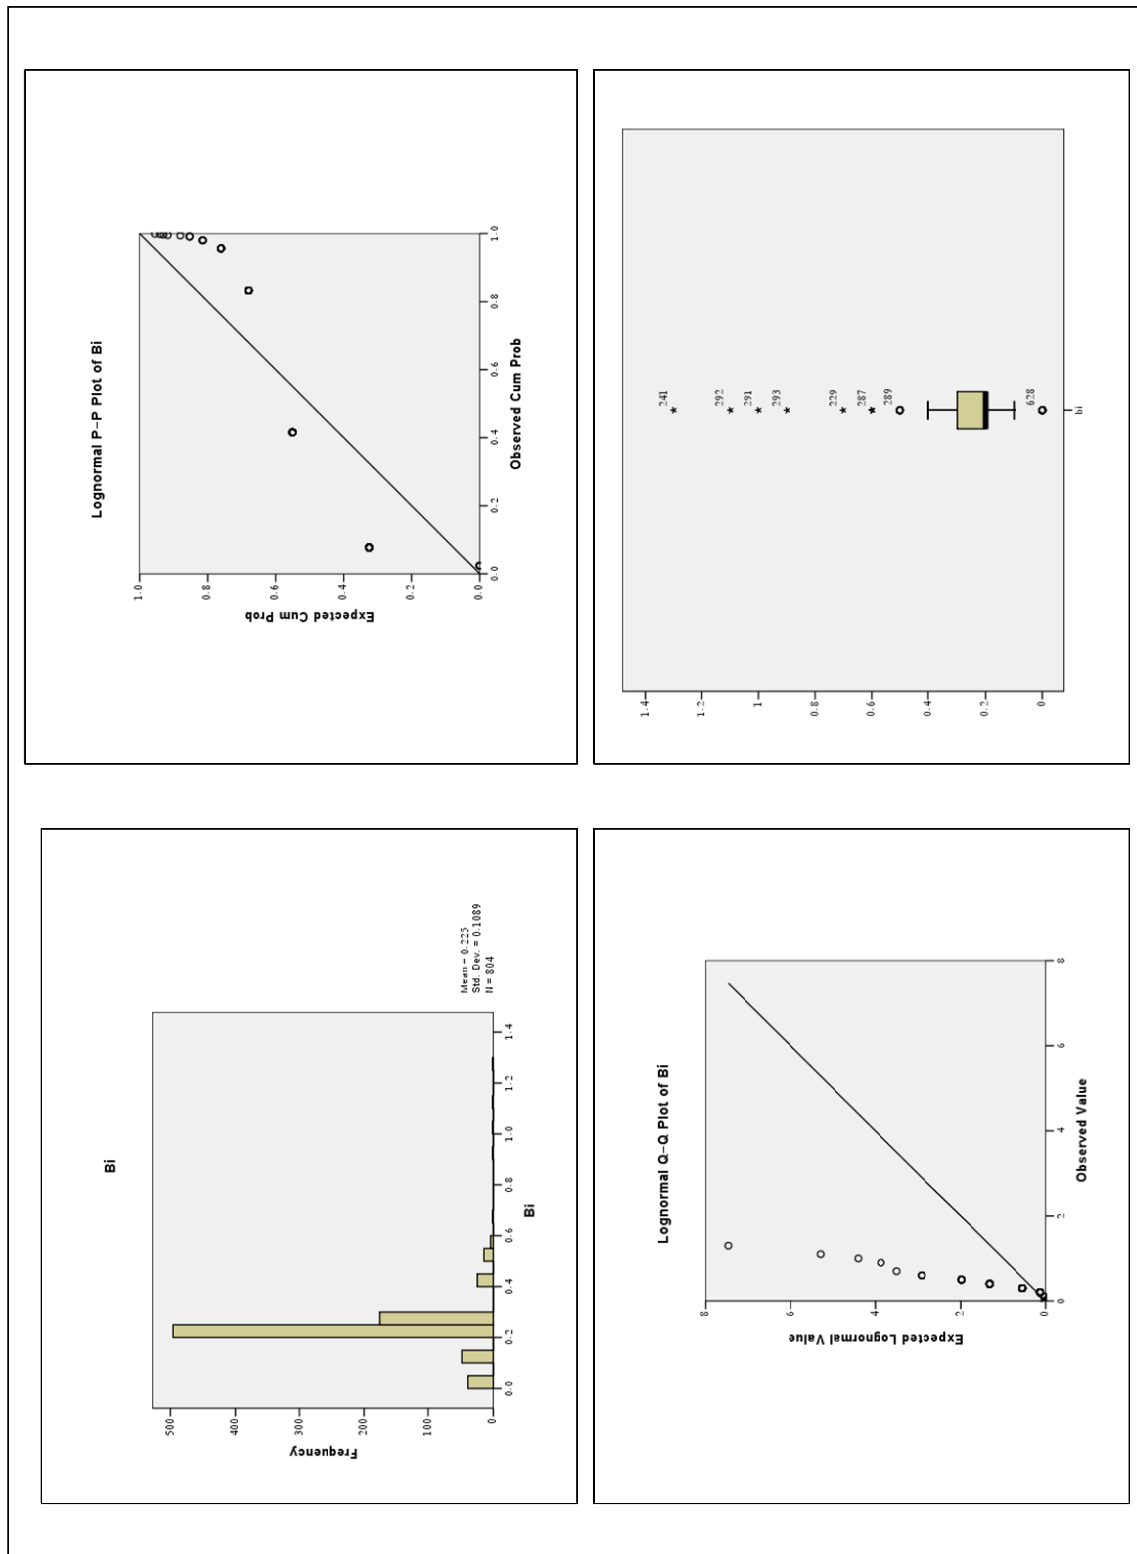 Bi
Frequency
500
400
300
200
100
0
0.0 0.2 0.4 0.6 0.8 1.0 1.2 1.4
Bi
Mean = 0.225
Std. Dev. = 0.1089
N = 804
Lognormal P-P Plot of Bi
Expected Cum Prob
1.0
0.8
0.6
0.4
0.2
0.0
0.0 0.2 0.4 0.6 0.8 1.0
Observed Cum Prob
Lognormal Q-Q Plot of Bi
Expected Lognormal Value
8
6
4
2
0
0 2 4 6 8
Observed Value
1.4
1.2
1
0.8
0.6
0.4
0.2
0
241
292
291
293
229
287
289
628
bi